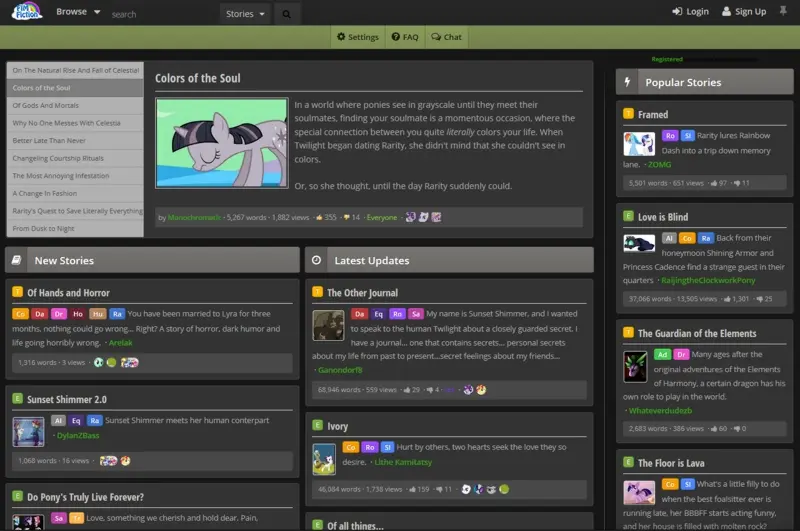 FIM
Fiction
Browse
search
Stories
Login
Sign Up
Settings
FAQ
Chat
On The Natural Rise And Fall of Celestial
Colors of the Soul
Of Gods And Mortals
Why No One Messes With Celestia
Better Late Than Never
Changeling Courtship Rituals
The Most Annoying Infestation
A Change In Fashion
Rarity's Quest to Save Literally Everything
From Dusk to Night
Colors of the Soul
In a world where ponies see in grayscale until they meet their
soulmates, finding your soulmate is a momentous occasion, where the
special connection between you quite literally colors your life. When
Twilight began dating Rarity, she didn't mind that she couldn't see in
colors.
Or, so she thought, until the day Rarity suddenly could.
by Monochromatic · 5,267 words · 1,882 views · 355 · 14 · Everyone ·
New Stories
T Of Hands and Horror
Co Da Dr Ho Hu Ra You have been married to Lyra for three
months, nothing could go wrong... Right? A story of horror, dark humor and
life going horribly wrong. · Arelak
1,316 words · 3 views ·
E Sunset Shimmer 2.0
Al Eq Ra Sunset Shimmer meets her human conterpart
· DylanZBass
1,068 words · 16 views ·
E Do Pony's Truly Live Forever?
Sa Love, something we cherish and hold dear. Pain,
Latest Updates
T The Other Journal
Da Eq Ro Sa My name is Sunset Shimmer, and I wanted
to speak to the human Twilight about a closely guarded secret. I
have a journal... one that contains secrets... personal secrets
about my life from past to present...secret feelings about my friends...
· Ganondorf8
68,946 words · 559 views · 29 · 4 ·
E Ivory
Co Ro Sl Hurt by others, two hearts seek the love they so
desire. · Lithe Kamitatsy
46,084 words · 1,738 views · 159 · 11 ·
E Of all things...
Registered
Popular Stories
T Framed
Ro Sl Rarity lures Rainbow
Dash into a trip down memory
lane. · ZOMG
5,501 words · 651 views · 97 · 11
E Love is Blind
Al Co Ra Back from their
honeymoon Shining Armor and
Princess Cadence find a strange guest in their
quarters · RaijingtheClockworkPony
37,066 words · 13,505 views · 1,301 · 25
T The Guardian of the Elements
Ad Dr Many ages after the
original adventures of the Elements
of Harmony, a certain dragon has his
own role to play in the world.
· Whateverdudezb
2,683 words · 386 views · 60 · 0
E The Floor is Lava
Co Sl What's a little filly to do
when the best foalsitter ever is
running late, her BBBFF starts acting funny,
and her house is filled with molten rock?